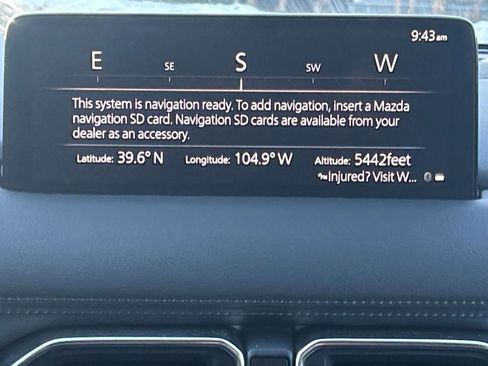 9:43am
E SE S SW W
This system is navigation ready. To add navigation, insert a Mazda
navigation SD card. Navigation SD cards are available from your
dealer as an accessory.
Latitude: 39.6° N Longitude: 104.9° W Altitude: 5442feet
Injured? Visit W...